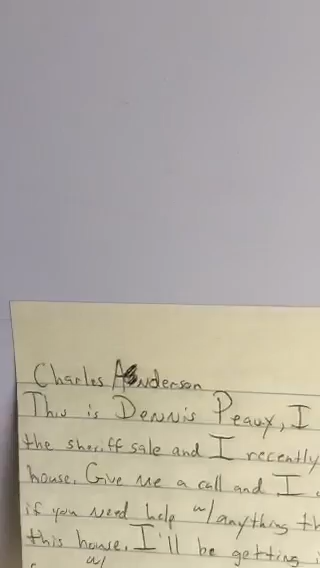 Charles Anderson
This is Dennis Peaux, I
the sheriff sale and I recently
house. Give me a call and I
if you need help w/anything th
this house, I'll be getting i
w/